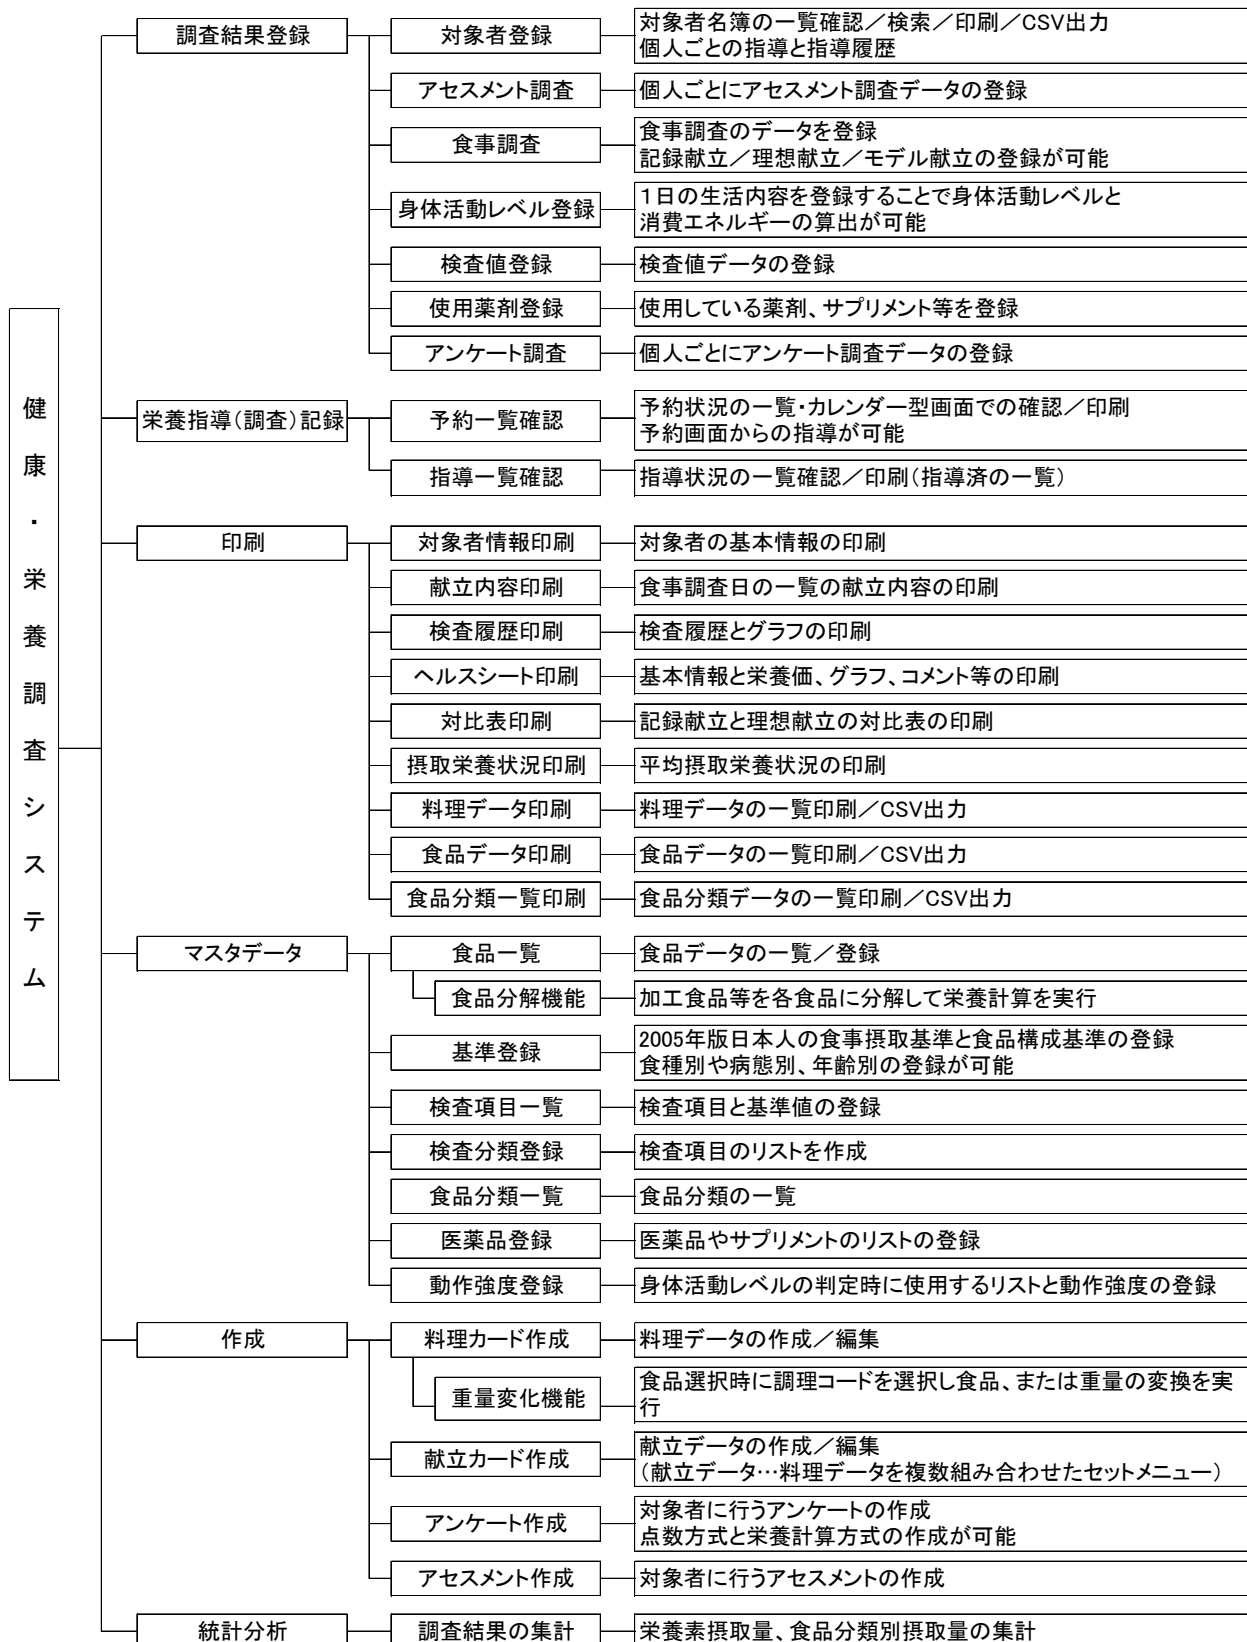 健康・栄養調査システム
調査結果登録
対象者登録
対象者名簿の一覧確認／検索／印刷／CSV出力
個人ごとの指導と指導履歴
アセスメント調査
個人ごとにアセスメント調査データの登録
食事調査
食事調査のデータを登録
記録献立／理想献立／モデル献立の登録が可能
身体活動レベル登録
１日の生活内容を登録することで身体活動レベルと
消費エネルギーの算出が可能
検査値登録
検査値データの登録
使用薬剤登録
使用している薬剤、サプリメント等を登録
アンケート調査
個人ごとにアンケート調査データの登録
栄養指導（調査）記録
予約一覧確認
予約状況の一覧・カレンダー型画面での確認／印刷
予約画面からの指導が可能
指導一覧確認
指導状況の一覧確認／印刷（指導済の一覧）
印刷
対象者情報印刷
対象者の基本情報の印刷
献立内容印刷
食事調査日の一覧の献立内容の印刷
検査履歴印刷
検査履歴とグラフの印刷
ヘルスシート印刷
基本情報と栄養価、グラフ、コメント等の印刷
対比表印刷
記録献立と理想献立の対比表の印刷
摂取栄養状況印刷
平均摂取栄養状況の印刷
料理データ印刷
料理データの一覧印刷／CSV出力
食品データ印刷
食品データの一覧印刷／CSV出力
食品分類一覧印刷
食品分類データの一覧印刷／CSV出力
マスタデータ
食品一覧
食品データの一覧／登録
食品分解機能
加工食品等を各食品に分解して栄養計算を実行
基準登録
2005年版日本人の食事摂取基準と食品構成基準の登録
食種別や病態別、年齢別の登録が可能
検査項目一覧
検査項目と基準値の登録
検査分類登録
検査項目のリストを作成
食品分類一覧
食品分類の一覧
医薬品登録
医薬品やサプリメントのリストの登録
動作強度登録
身体活動レベルの判定時に使用するリストと動作強度の登録
作成
料理カード作成
料理データの作成／編集
重量変化機能
食品選択時に調理コードを選択し食品、または重量の変換を実
行
献立カード作成
献立データの作成／編集
（献立データ…料理データを複数組み合わせたセットメニュー）
アンケート作成
対象者に行うアンケートの作成
点数方式と栄養計算方式の作成が可能
アセスメント作成
対象者に行うアセスメントの作成
統計分析
調査結果の集計
栄養素摂取量、食品分類別摂取量の集計